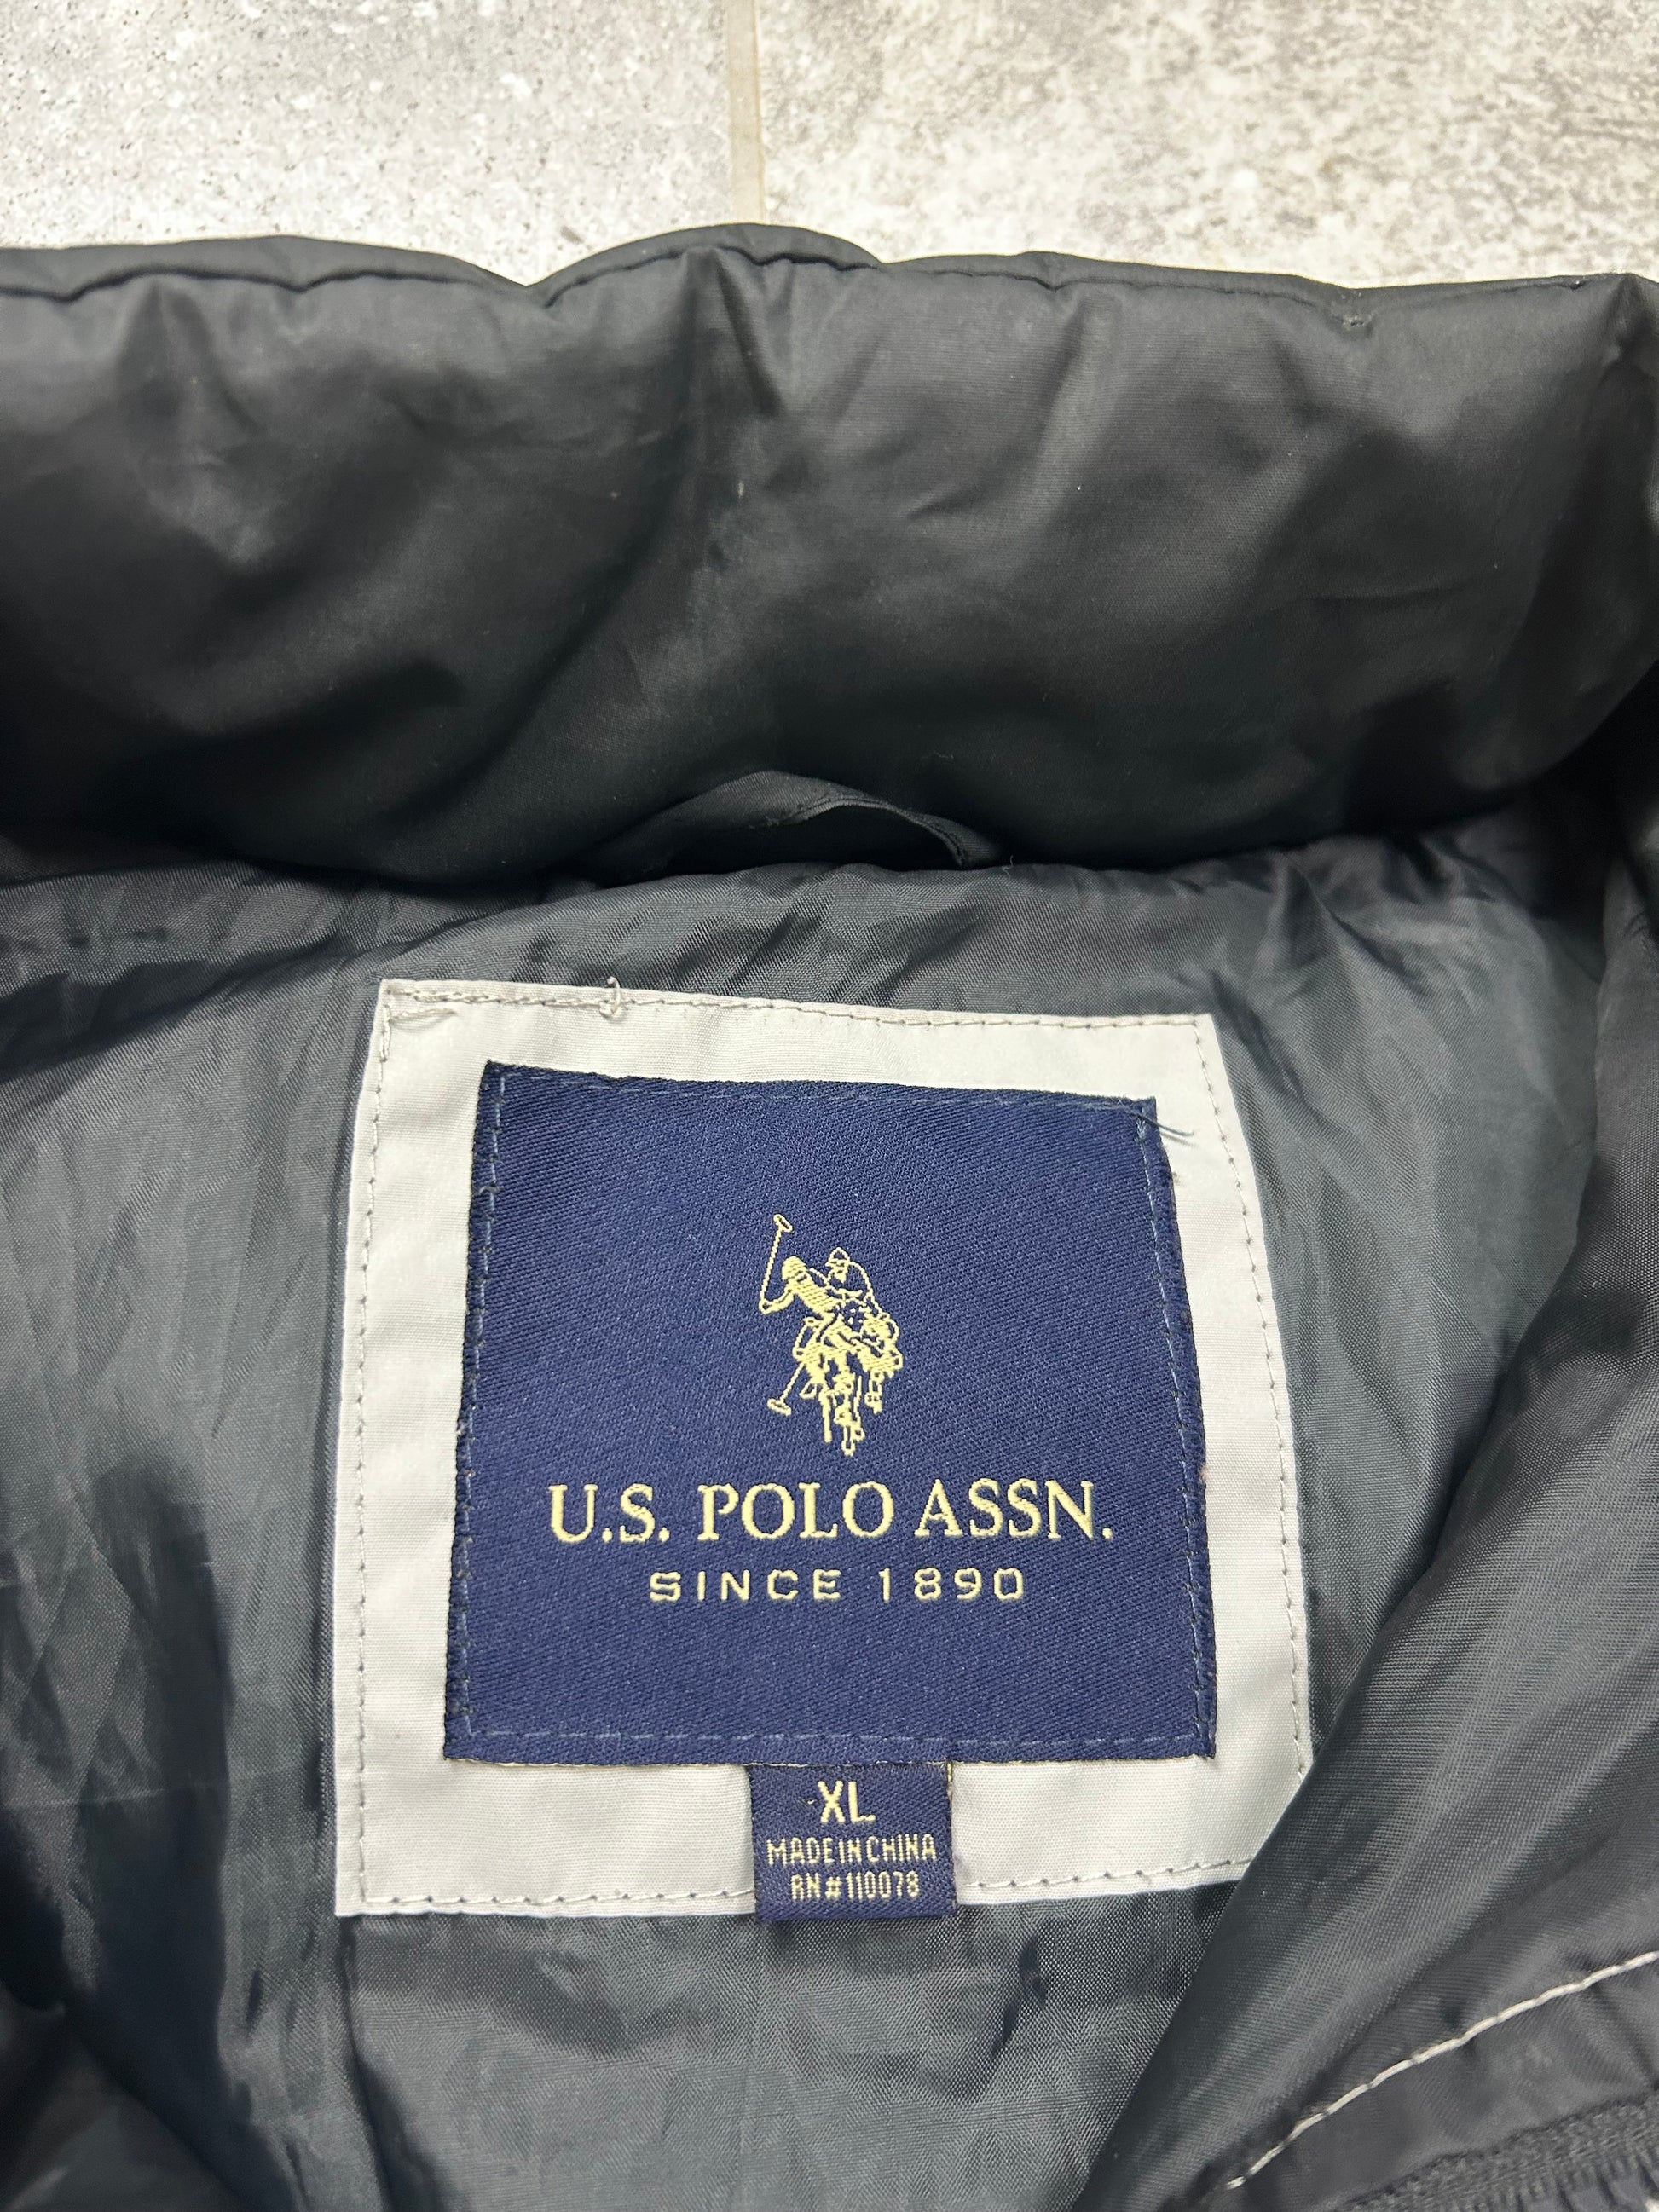 U.S. POLO ASSN.
SINCE 1890
XL
MADE IN CHINA
RN#110078